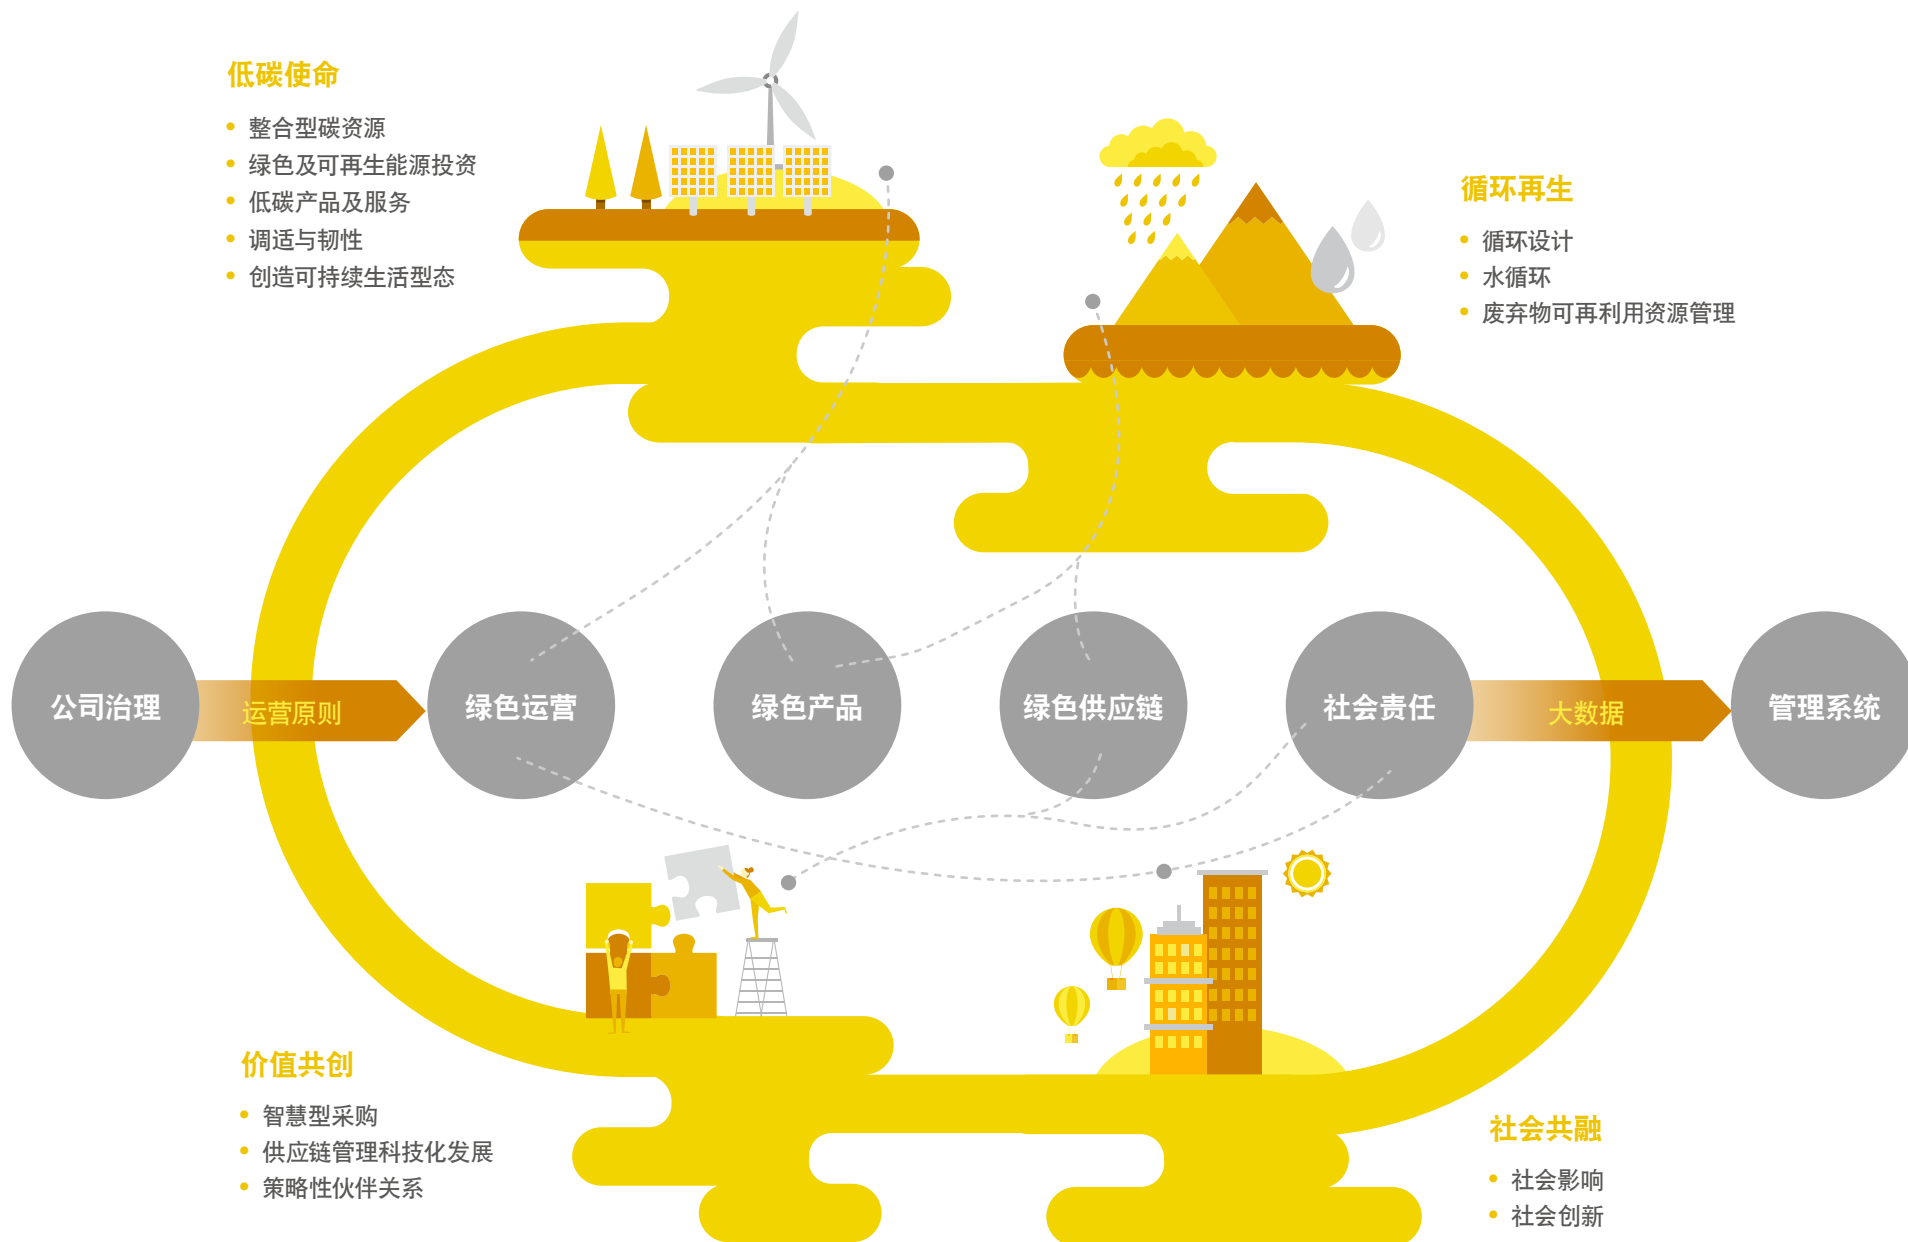 低碳使命
整合型碳资源
绿色及可再生能源投资
低碳产品及服务
调适与韧性
创造可持续生活型态
循环再生
循环设计
水循环
废弃物可再利用资源管理
公司治理
运营原则
绿色运营
绿色产品
绿色供应链
社会责任
大数据
管理系统
价值共创
智慧型采购
供应链管理科技化发展
策略性伙伴关系
社会共融
社会影响
社会创新